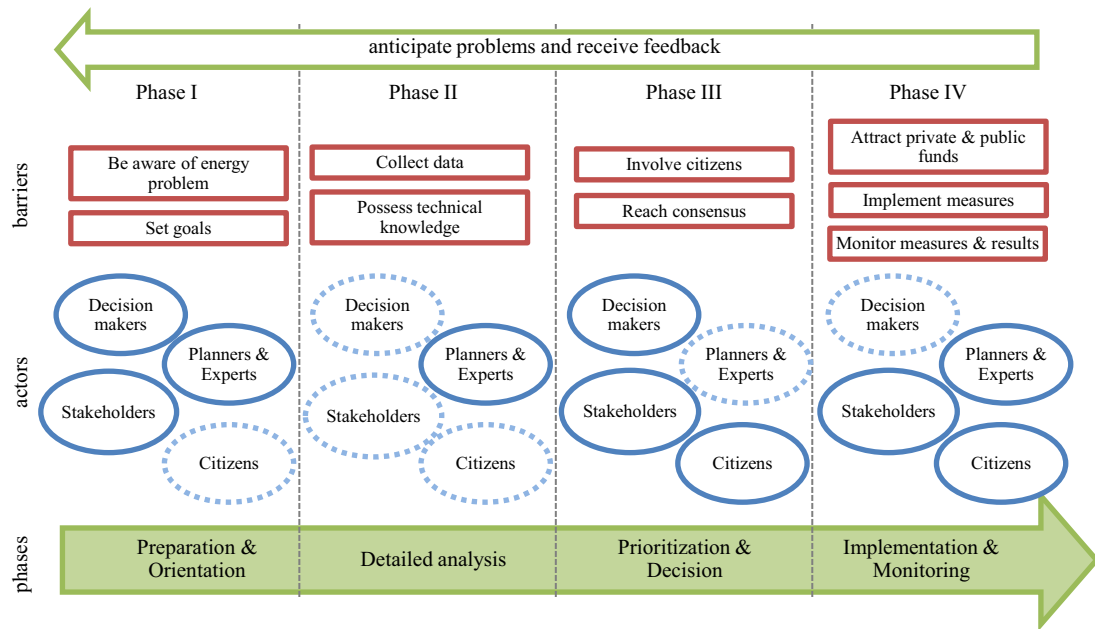 anticipate problems and receive feedback
Phase I
Phase II
Phase III
Phase IV
barriers
Be aware of energy
problem
Set goals
Collect data
Possess technical
knowledge
Involve citizens
Reach consensus
Attract private & public
funds
Implement measures
Monitor measures & results
actors
Decision
makers
Planners &
Experts
Stakeholders
Citizens
Decision
makers
Planners &
Experts
Stakeholders
Citizens
Decision
makers
Planners &
Experts
Stakeholders
Citizens
Decision
makers
Planners &
Experts
Stakeholders
Citizens
phases
Preparation &
Orientation
Detailed analysis
Prioritization &
Decision
Implementation &
Monitoring